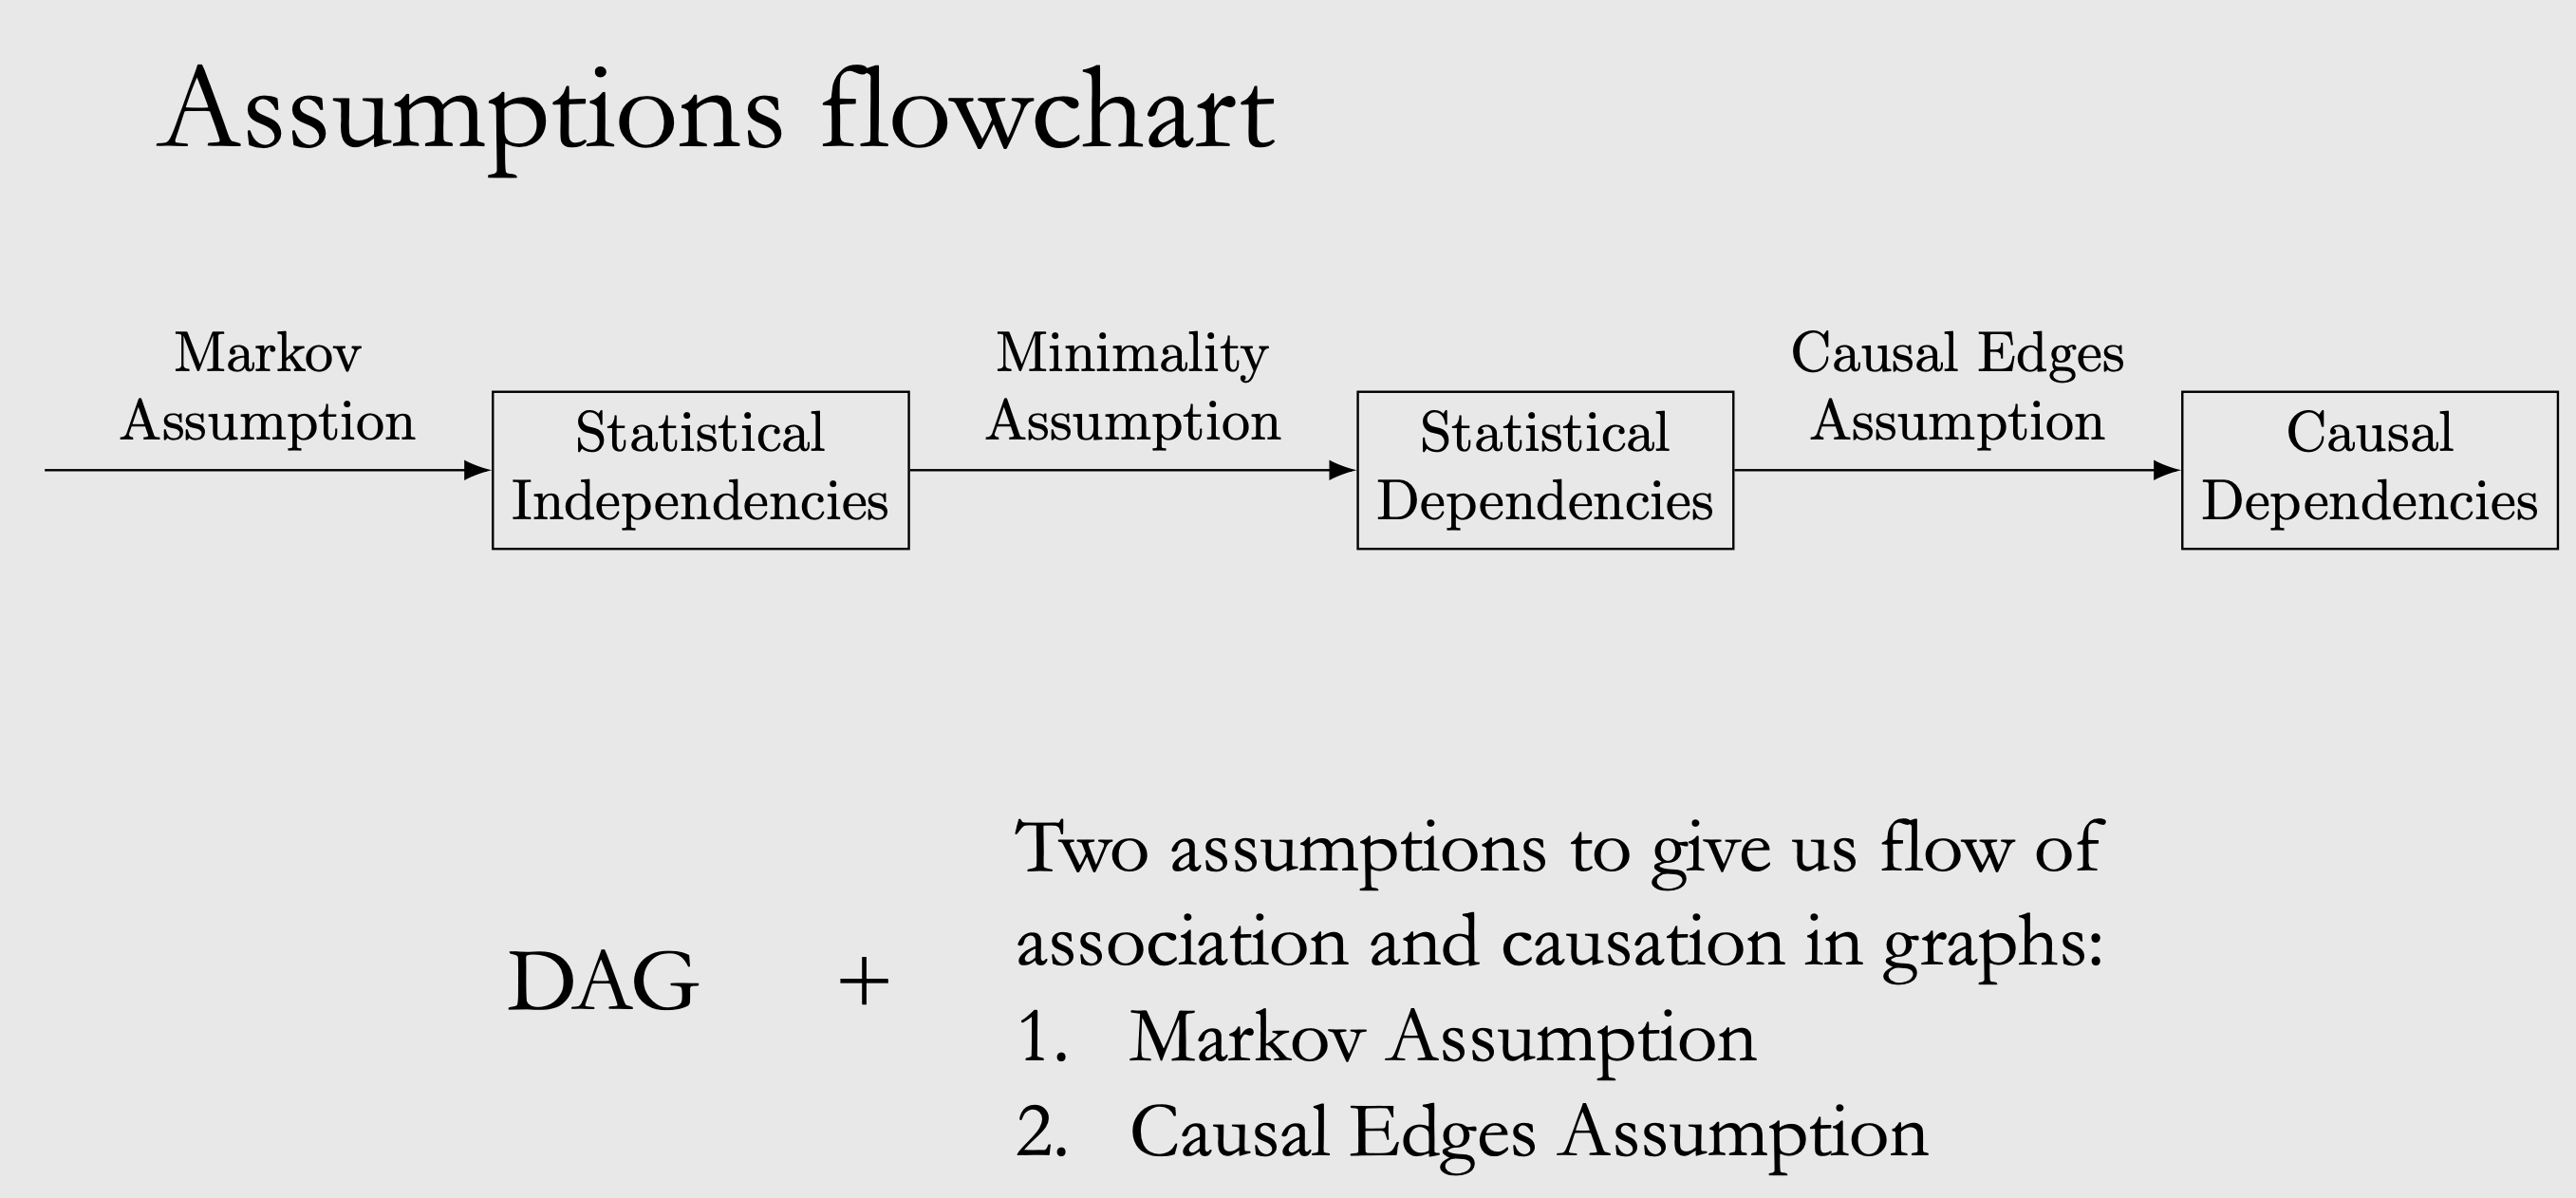 Assumptions flowchart
Markov
Assumption
Statistical
Independencies
Minimality
Assumption
Statistical
Dependencies
Causal Edges
Assumption
Causal
Dependencies
DAG
+
Two assumptions to give us flow of
association and causation in graphs:
1. Markov Assumption
2. Causal Edges Assumption